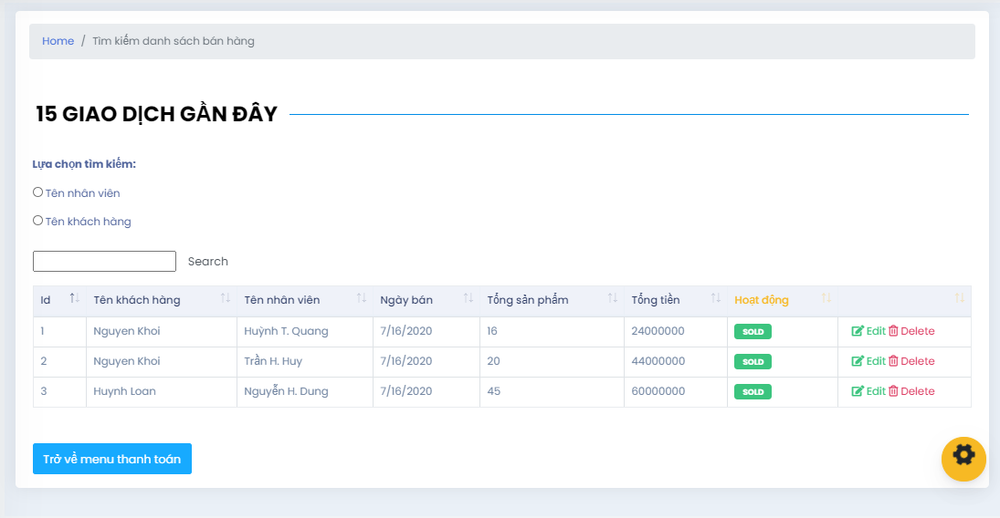 Home / Tìm kiếm danh sách bán hàng
15 GIAO DỊCH GẦN ĐÂY
Lựa chọn tìm kiếm:
Tên nhân viên
Tên khách hàng
Search
Id Tên khách hàng Tên nhân viên Ngày bán Tổng sản phẩm Tổng tiền Hoạt động
1 Nguyen Khoi Huỳnh T. Quang 7/16/2020 16 24000000 SOLD Edit Delete
2 Nguyen Khoi Trần H. Huy 7/16/2020 20 44000000 SOLD Edit Delete
3 Huynh Loan Nguyễn H. Dung 7/16/2020 45 60000000 SOLD Edit Delete
Trở về menu thanh toán